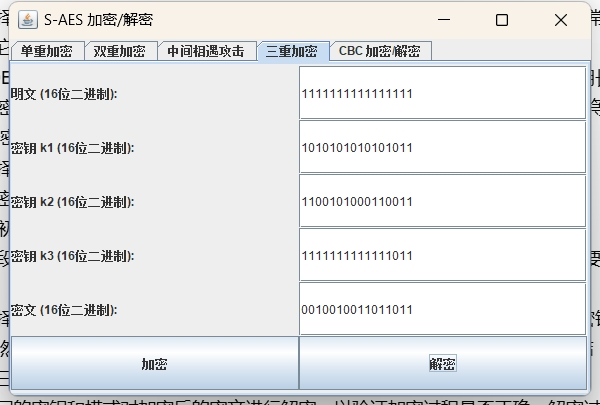 S-AES 加密/解密
单重加密 双重加密 中间相遇攻击 三重加密 CBC 加密/解密
明文 (16位二进制): 1111111111111111
密钥 k1 (16位二进制): 1010101010101011
密钥 k2 (16位二进制): 1100101000110011
密钥 k3 (16位二进制): 1111111111111011
密文 (16位二进制): 0010010011011011
加密 解密